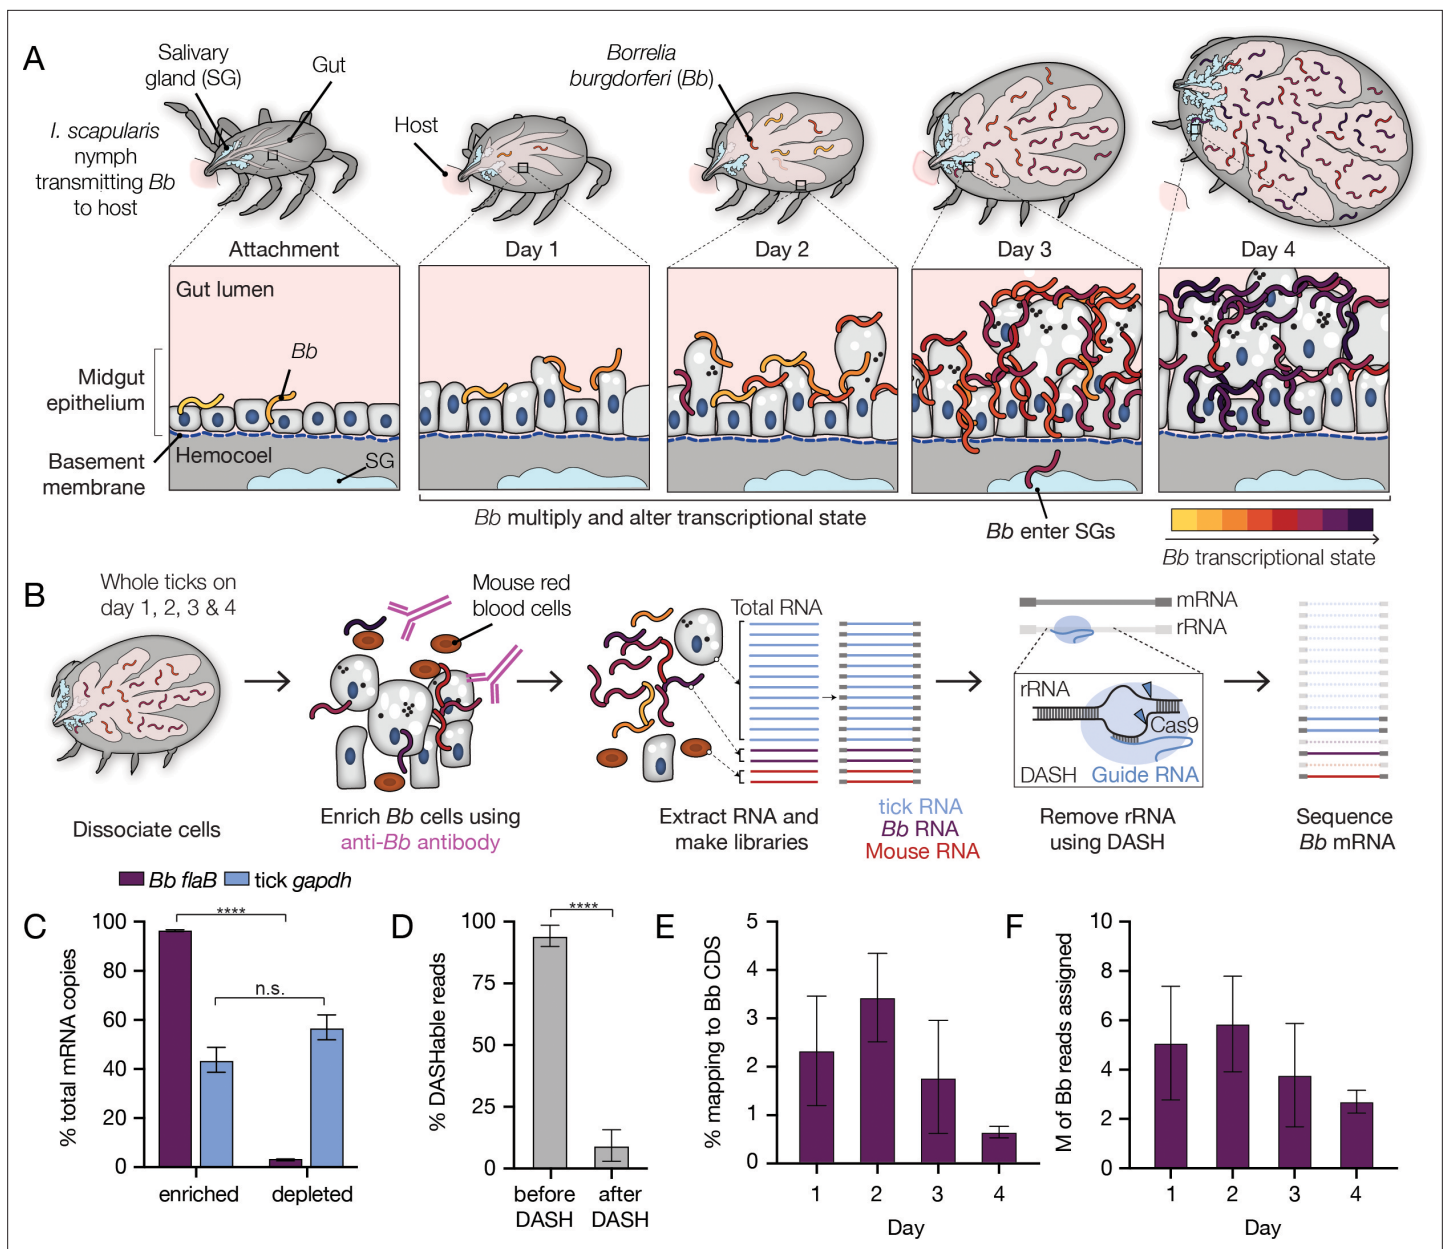 A
Salivary
gland (SG)
Gut
I. scapularis
nymph
transmitting Bb
to host
Host
Borrelia
burgdorferi (Bb)
Attachment
Day 1
Day 2
Day 3
Day 4
Gut lumen
Bb
Midgut
epithelium
Hemocoel
SG
Basement
membrane
Bb multiply and alter transcriptional state
Bb enter SGs
Bb transcriptional state
B
Whole ticks on
day 1, 2, 3 & 4
Mouse red
blood cells
Total RNA
mRNA
rRNA
rRNA
Cas9
DASH
Guide RNA
Dissociate cells
Enrich Bb cells using
anti-Bb antibody
Extract RNA and
make libraries
tick RNA
Bb RNA
Mouse RNA
Remove rRNA
using DASH
Sequence
Bb mRNA
Bb flaB
tick gapdh
C
% total mRNA copies
100
80
60
40
20
0
****
n.s.
enriched
depleted
D
% DASHable reads
100
75
50
25
0
****
before
DASH
after
DASH
E
% mapping to Bb CDS
5
4
3
2
1
0
1
2
3
4
Day
F
M of Bb reads assigned
10
8
6
4
2
0
1
2
3
4
Day